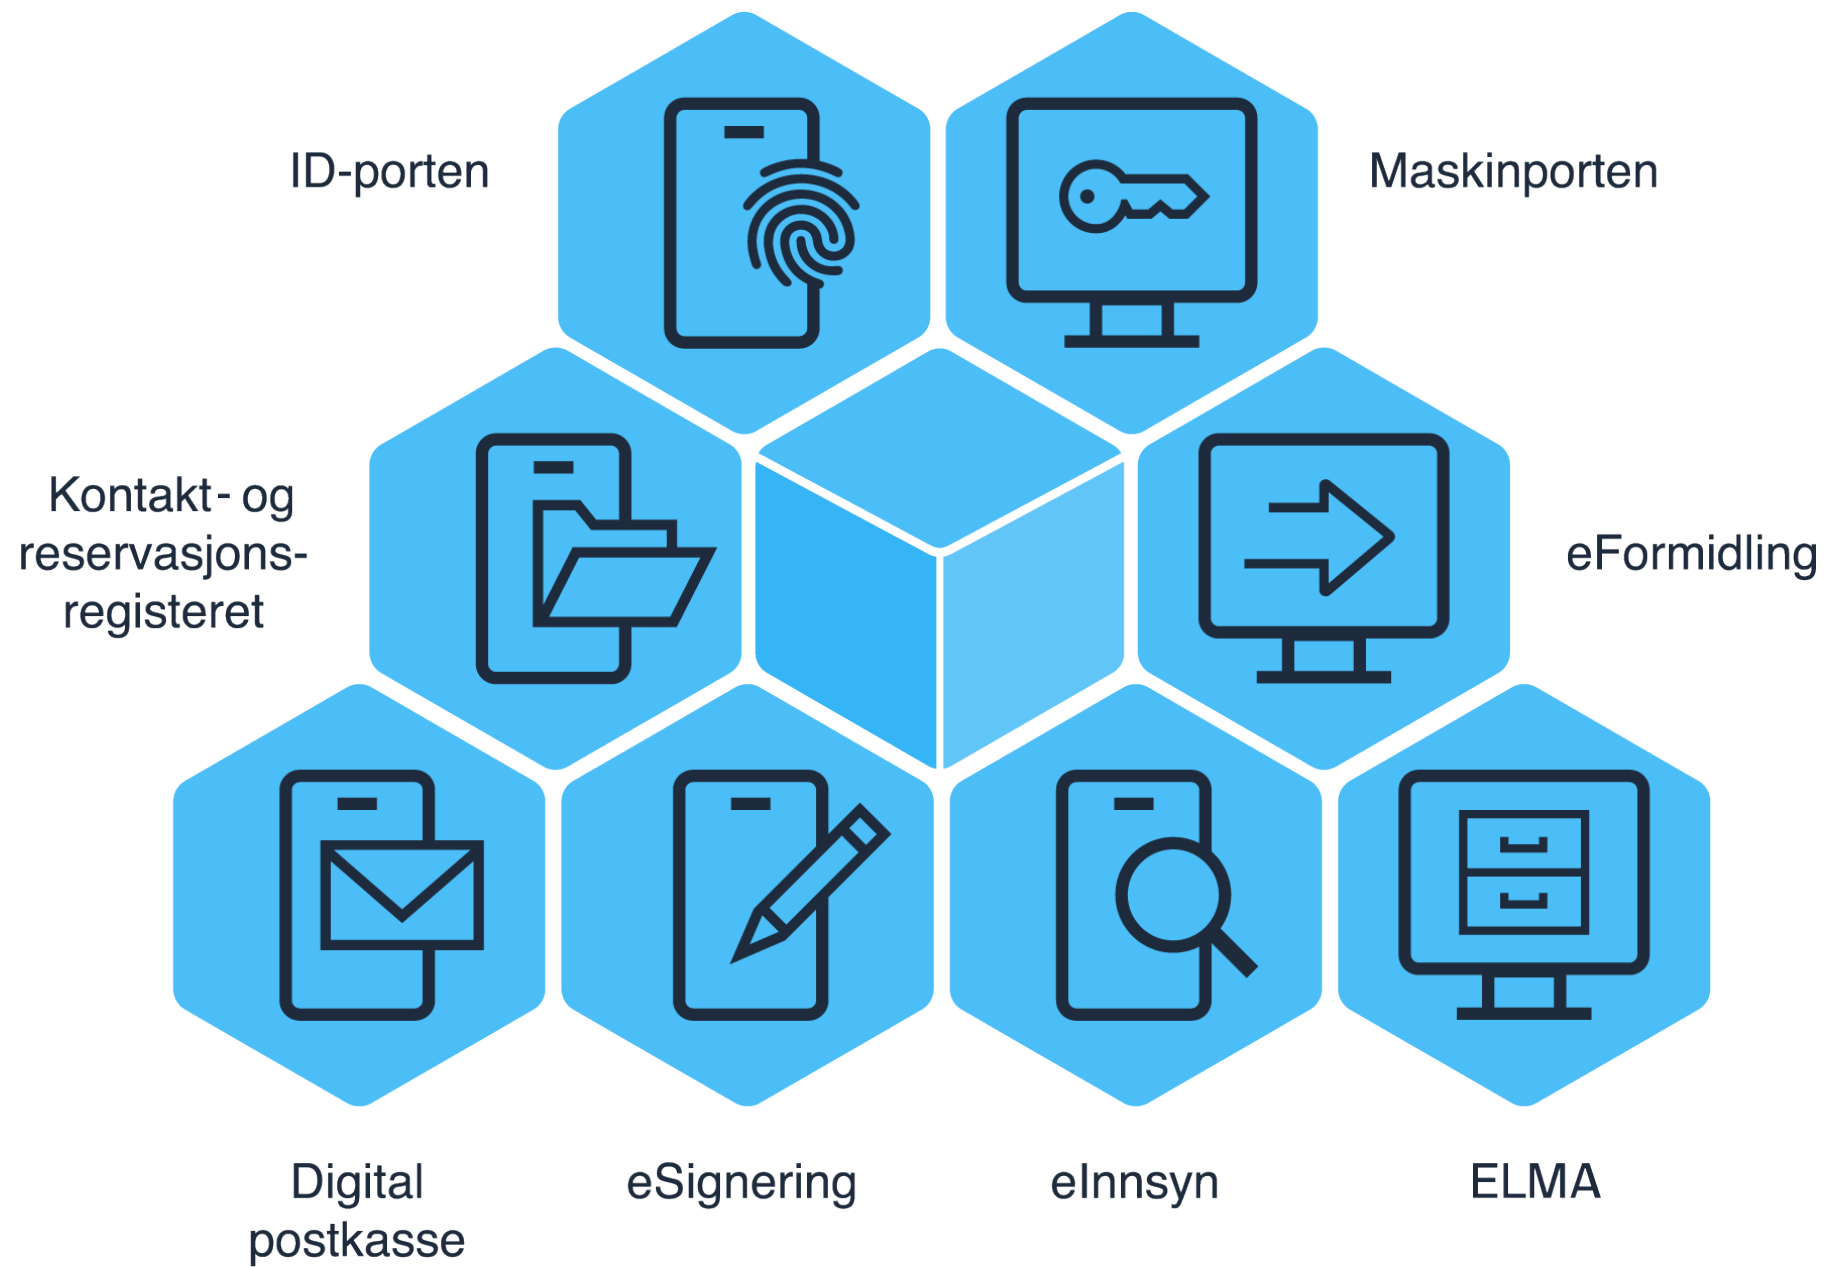 ID-porten
Maskinporten
Kontakt- og
reservasjons-
registeret
eFormidling
Digital
postkasse
eSignering
eInnsyn
ELMA